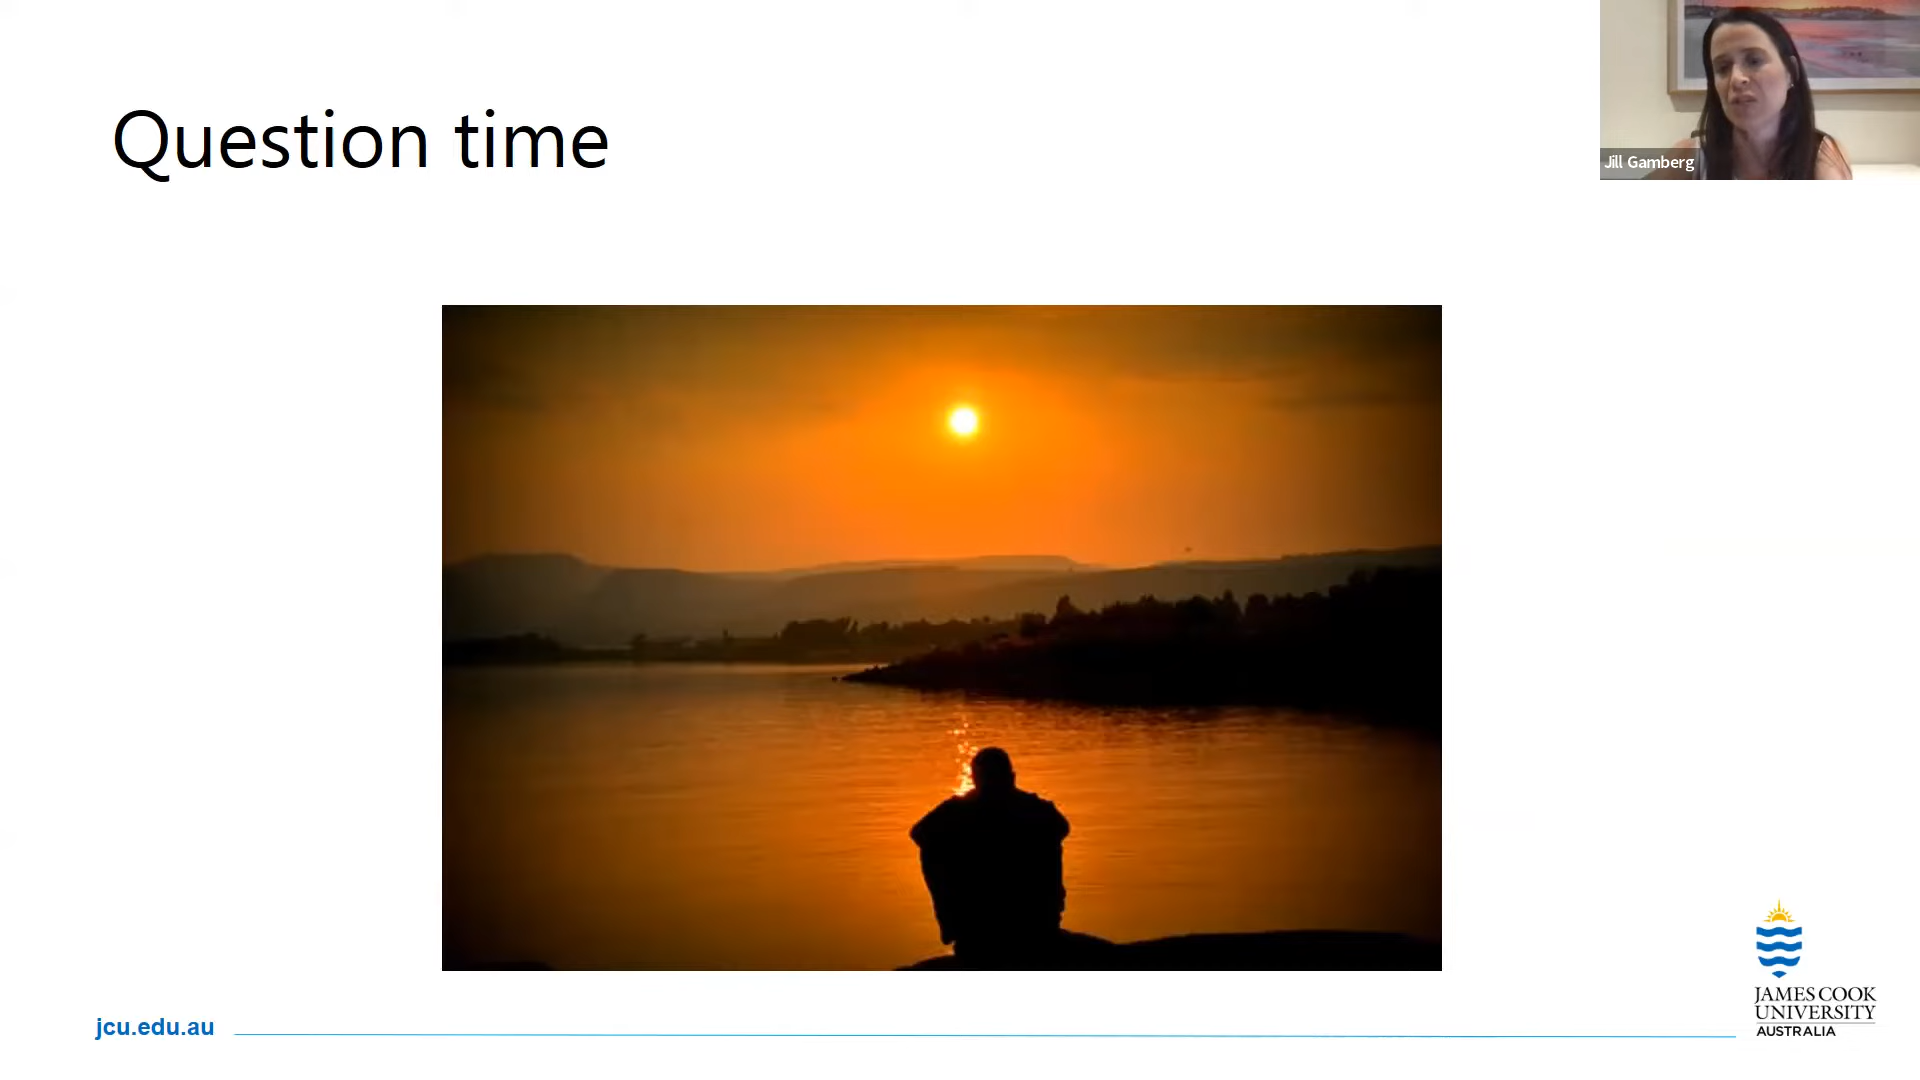 Question time
Jill Gamberg
jcu.edu.au
JAMES COOK
UNIVERSITY
AUSTRALIA